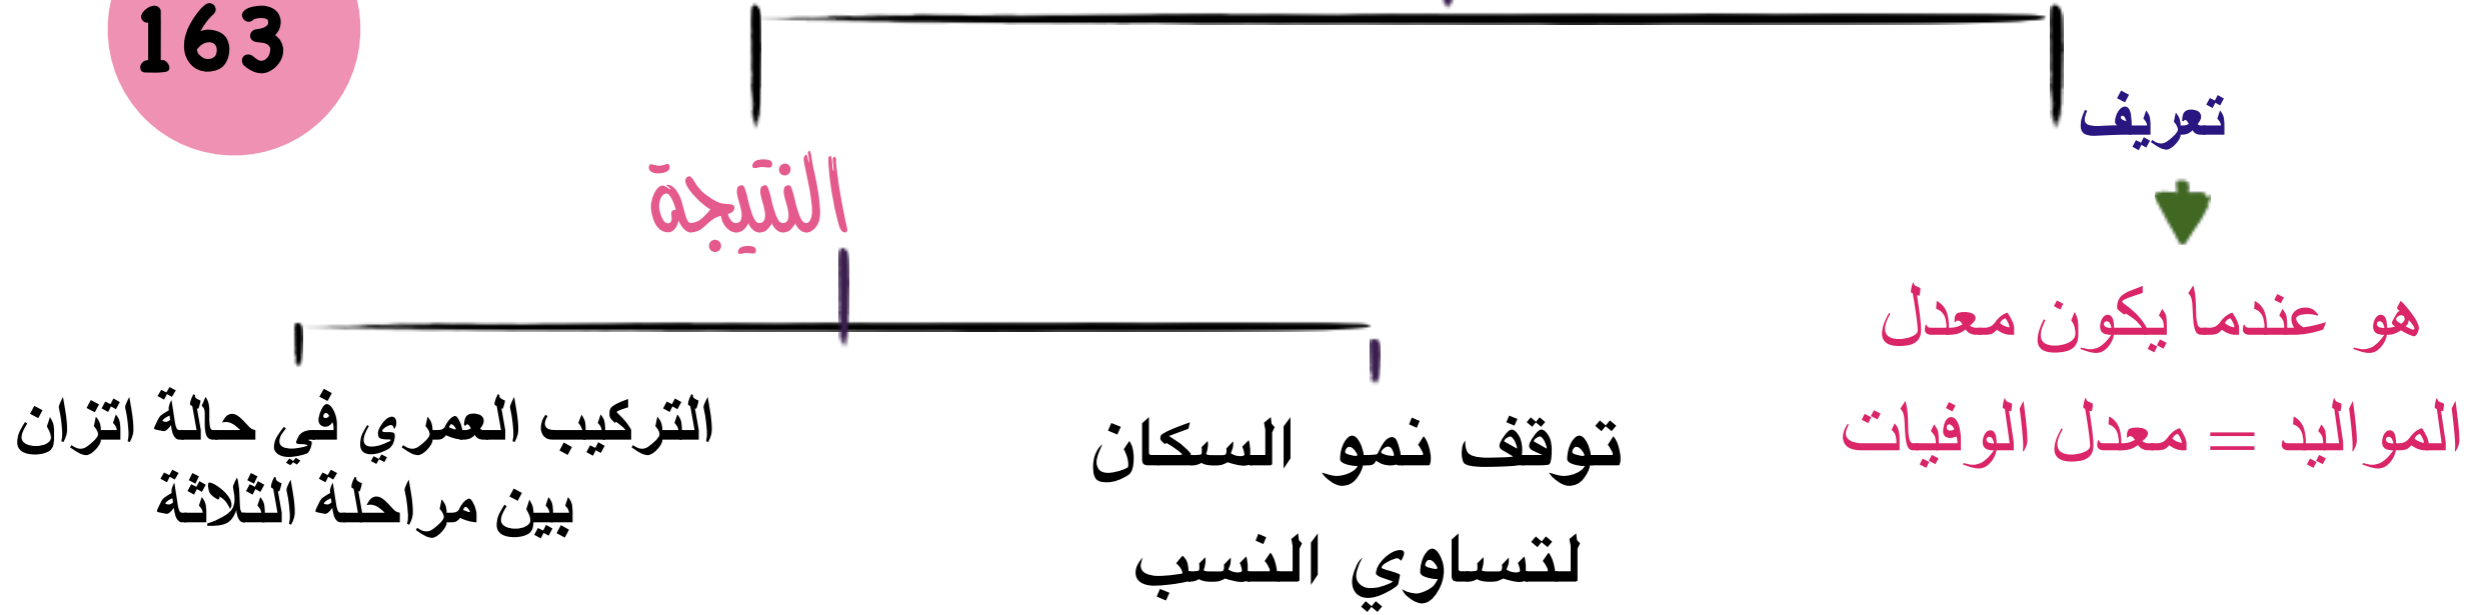 163
تعريف
هو عندما يكون معدل
المواليد = معدل الوفيات
النتيجة
توقف نمو السكان
لتساوي النسب
التركيب العمري في حالة اتزان
بين مراحلة الثلاثة